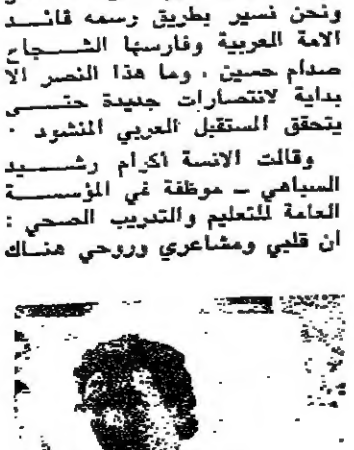 ونحن نسير بطريق رسمه قائد
الامة العربية وفارسها الشجاع
صدام حسين . وما هذا النصر الا
بداية لانتصارات جديدة حتى
يتحقق المستقبل العربي المنشود .
وقالت الانسة اكرام رشيد
السياهي ــ موظفة في المؤسسة
العامة للتعليم والتدريب الصحي :
ان قلبي ومشاعري وروحي هناك